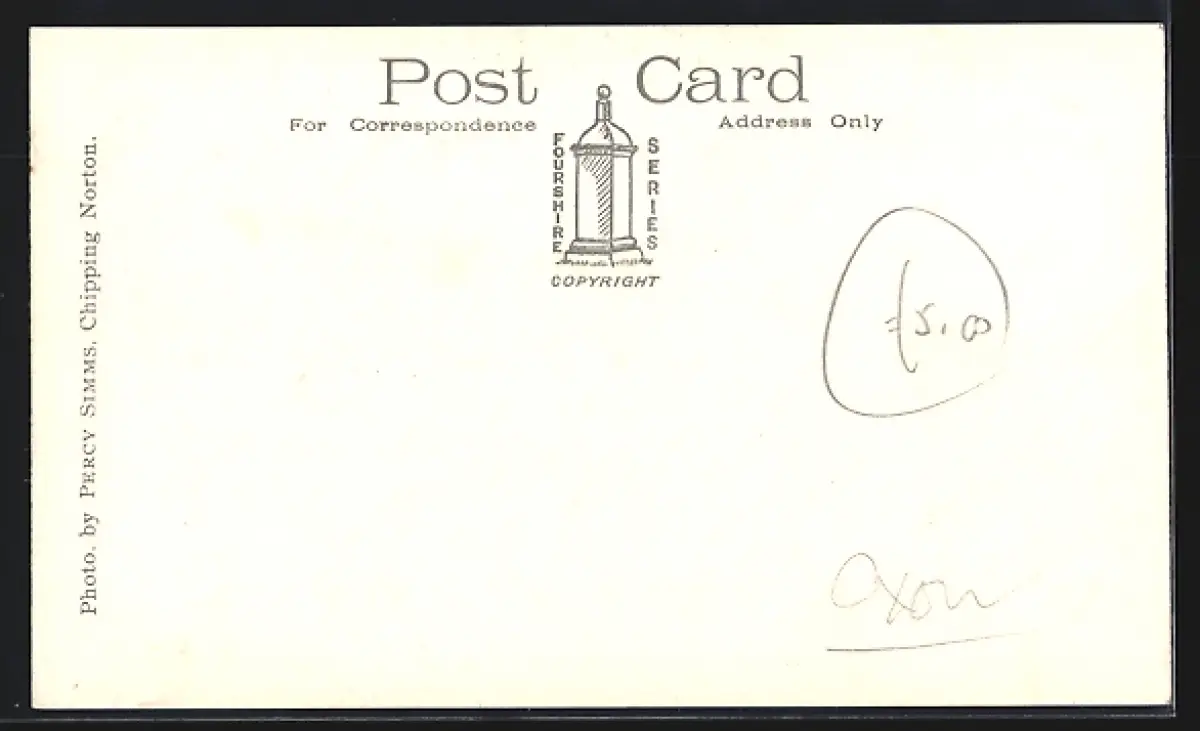 Post Card
For Correspondence
Address Only
FOURSHIRE
SERIES
COPYRIGHT
Photo. by PERCY SIMMS, Chipping Norton.
£5.00
Oxon